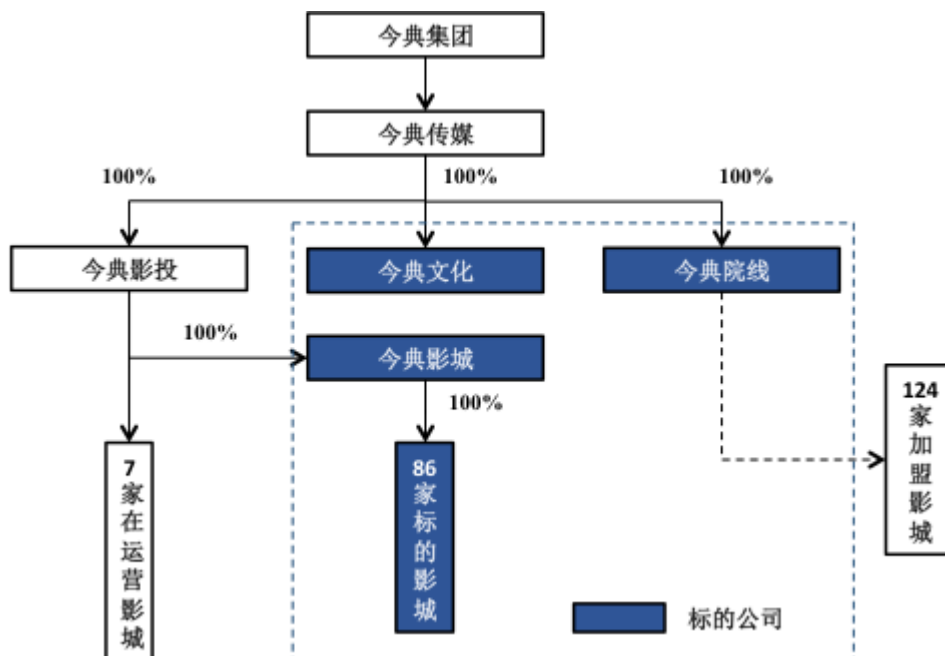 今典集团
今典传媒
100%
100%
100%
今典影投
今典文化
今典院线
100%
今典影城
100%
7
家
在
运
营
影
城
86
家
标
的
影
城
124
家
加
盟
影
城
标的公司